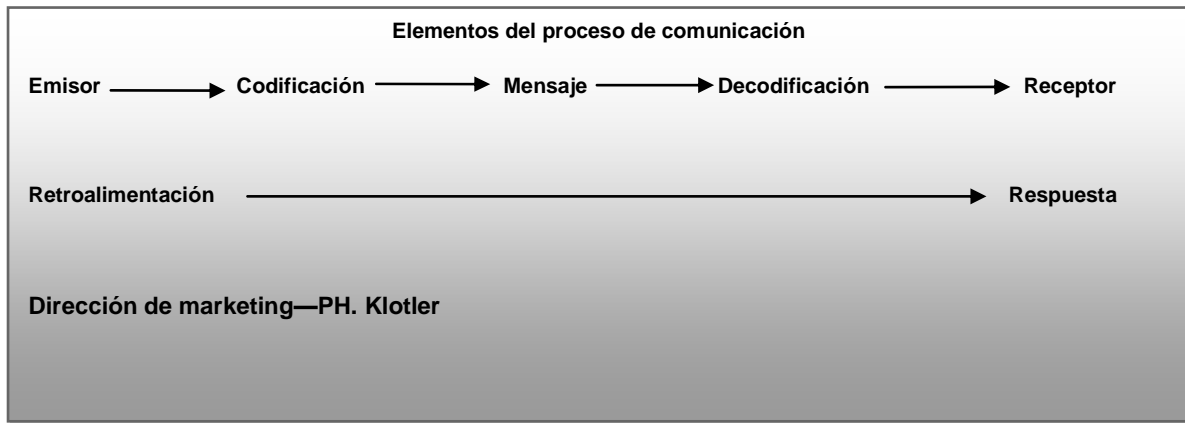 Elementos del proceso de comunicación
Emisor Codificación Mensaje Decodificación Receptor
Retroalimentación Respuesta
Dirección de marketing—PH. Klotler